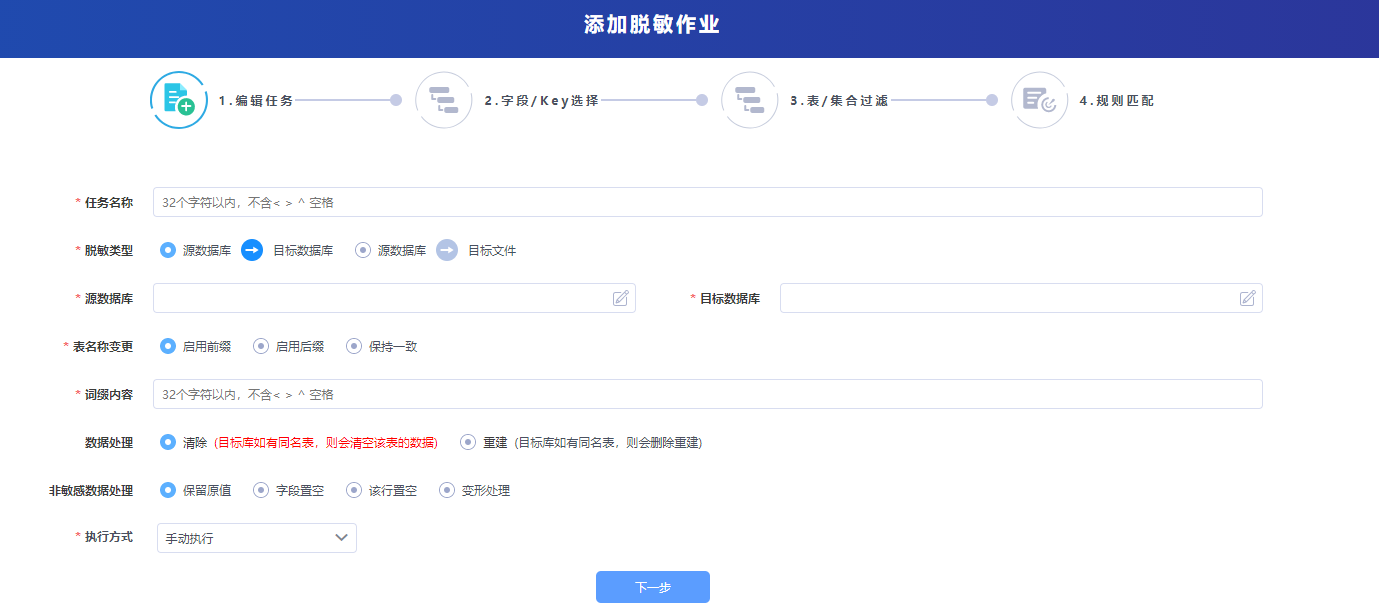 添加脱敏作业
1.编辑任务 2.字段/Key选择 3.表/集合过滤 4.规则匹配
* 任务名称 32个字符以内，不含< > ^ 空格
* 脱敏类型 源数据库 目标数据库 源数据库 目标文件
* 源数据库 * 目标数据库
* 表名称变更 启用前缀 启用后缀 保持一致
* 词缀内容 32个字符以内，不含< > ^ 空格
数据处理 清除 (目标库如有同名表，则会清空该表的数据) 重建 (目标库如有同名表，则会删除重建)
非敏感数据处理 保留原值 字段置空 该行置空 变形处理
* 执行方式 手动执行
下一步